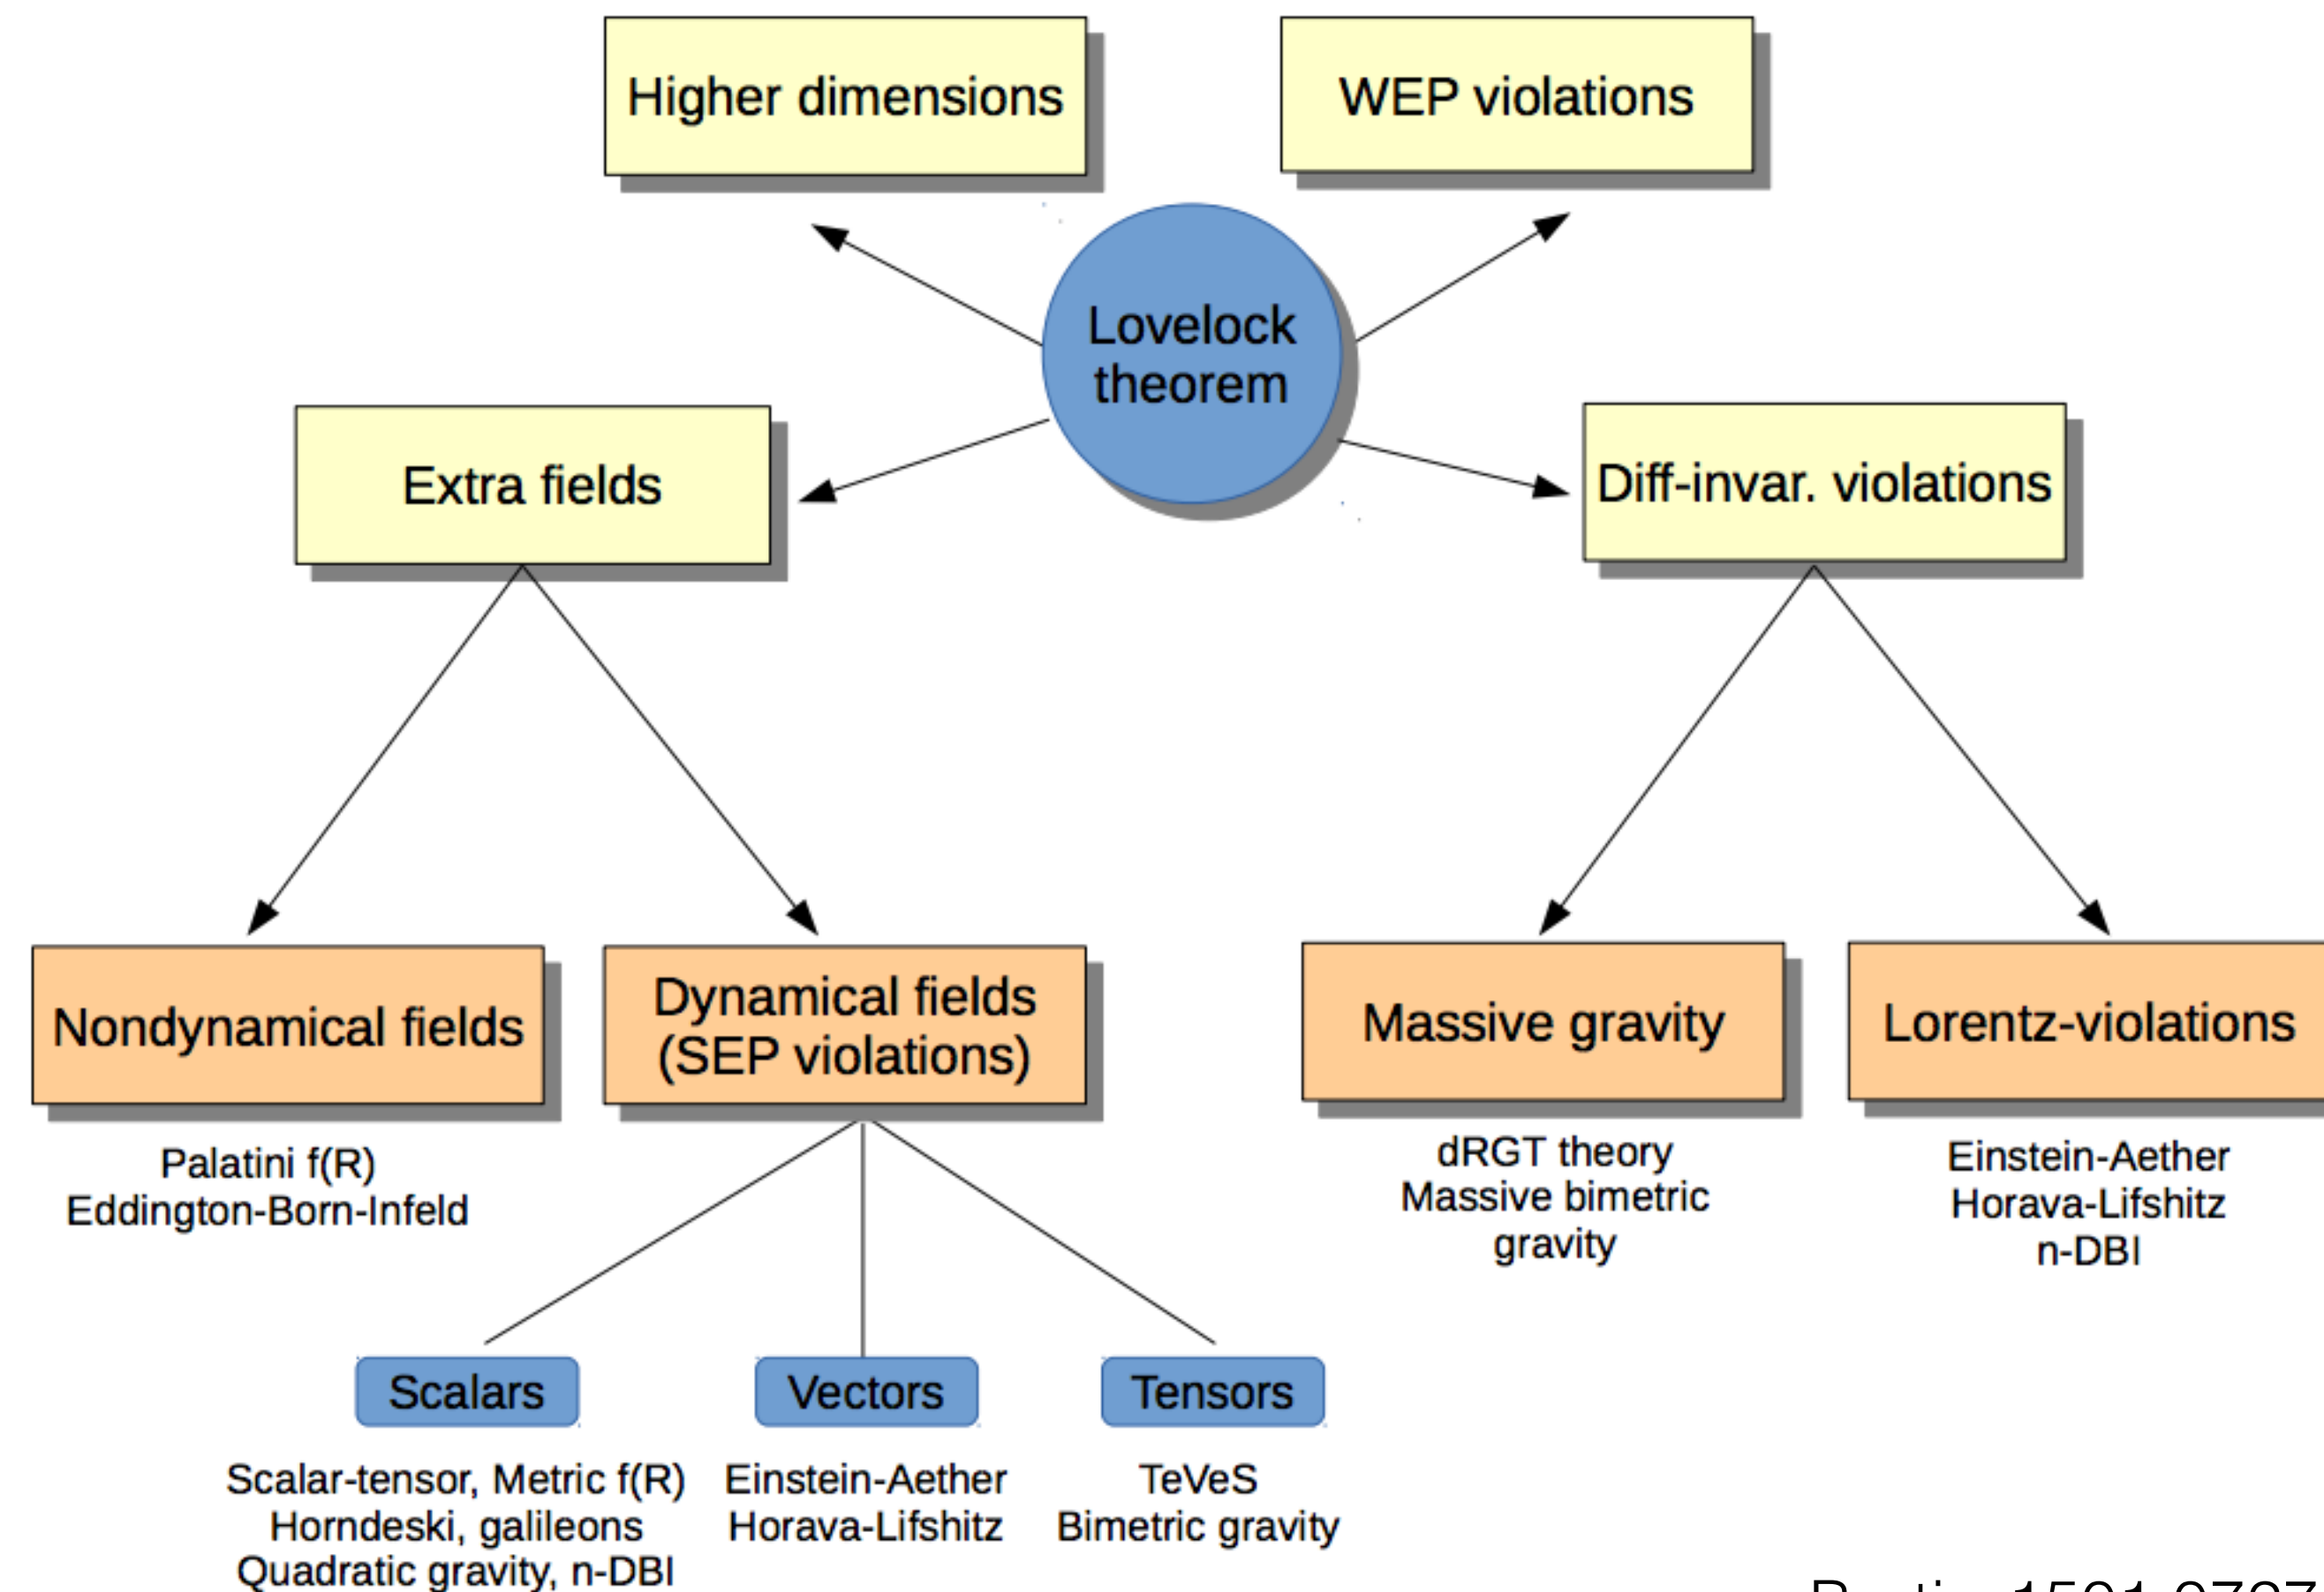 Higher dimensions
WEP violations
Lovelock
theorem
Extra fields
Diff-invar. violations
Nondynamical fields
Dynamical fields
(SEP violations)
Massive gravity
Lorentz-violations
Palatini f(R)
Eddington-Born-Infeld
dRGT theory
Massive bimetric
gravity
Einstein-Aether
Horava-Lifshitz
n-DBI
Scalars
Vectors
Tensors
Scalar-tensor, Metric f(R)
Horndeski, galileons
Quadratic gravity, n-DBI
Einstein-Aether
Horava-Lifshitz
TeVeS
Bimetric gravity